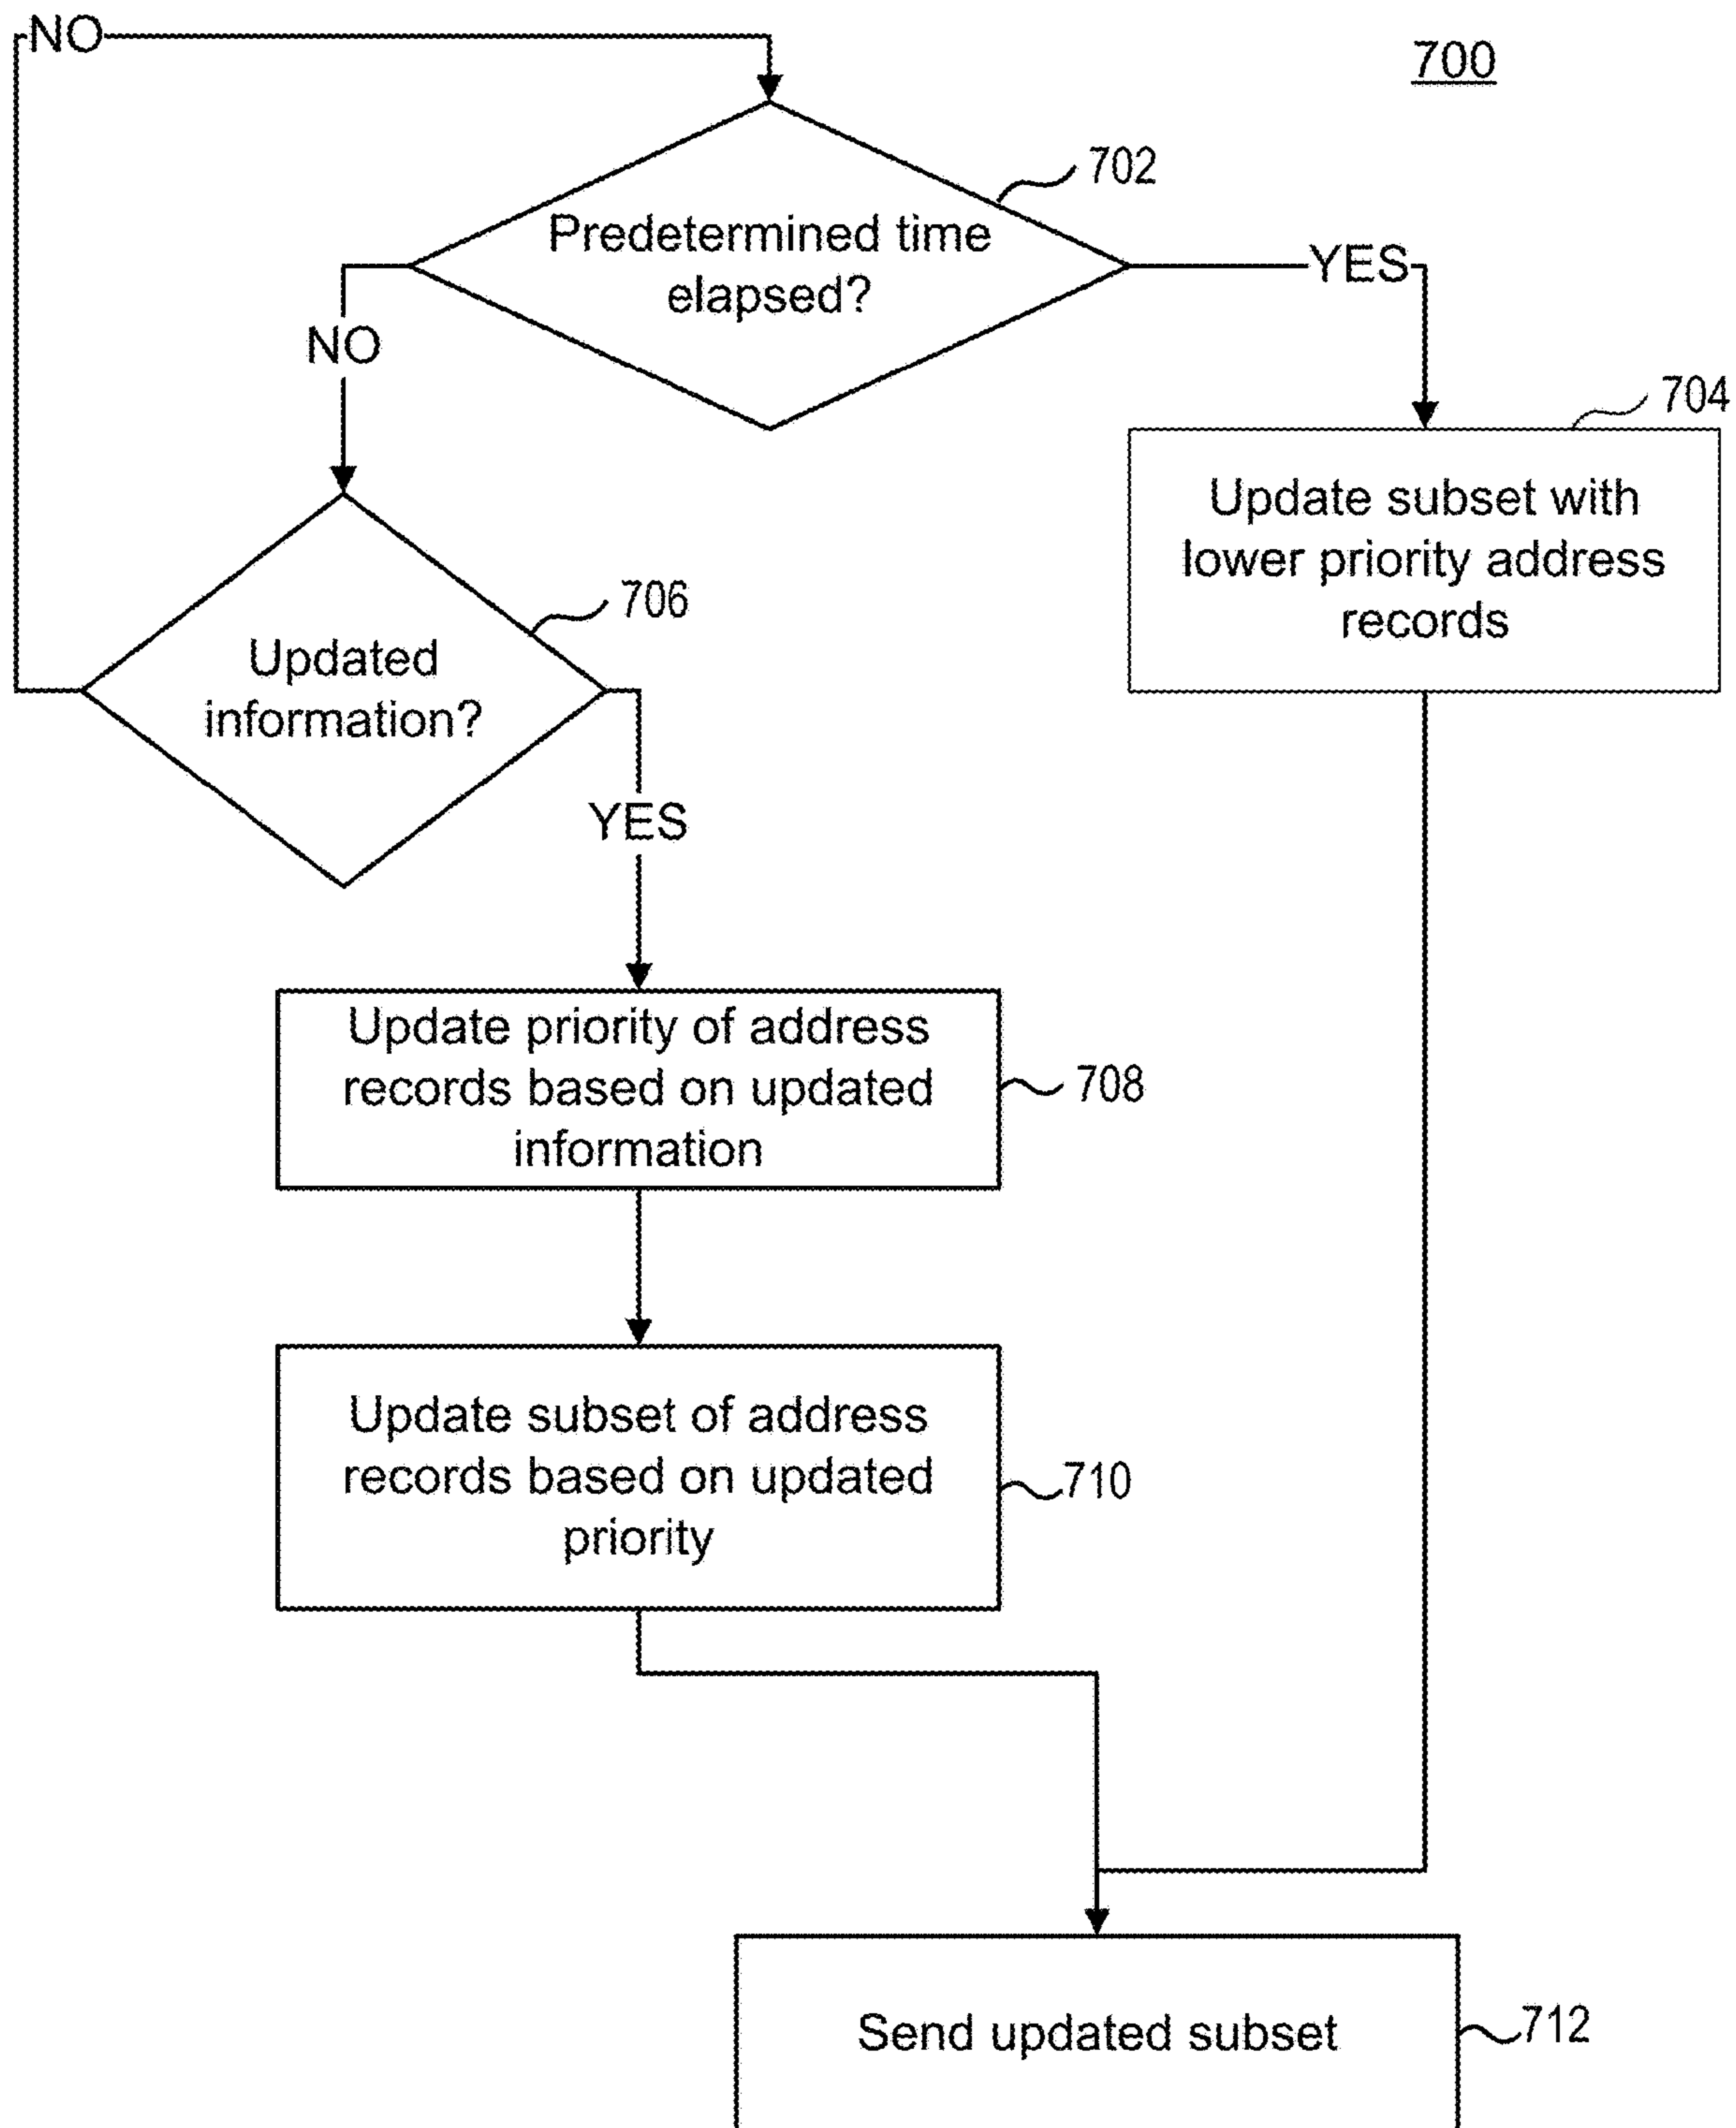 NO
700
702
Predetermined time
elapsed?
YES
NO
704
Update subset with
lower priority address
records
706
Updated
information?
YES
Update priority of address
records based on updated
information
708
Update subset of address
records based on updated
priority
710
Send updated subset
712